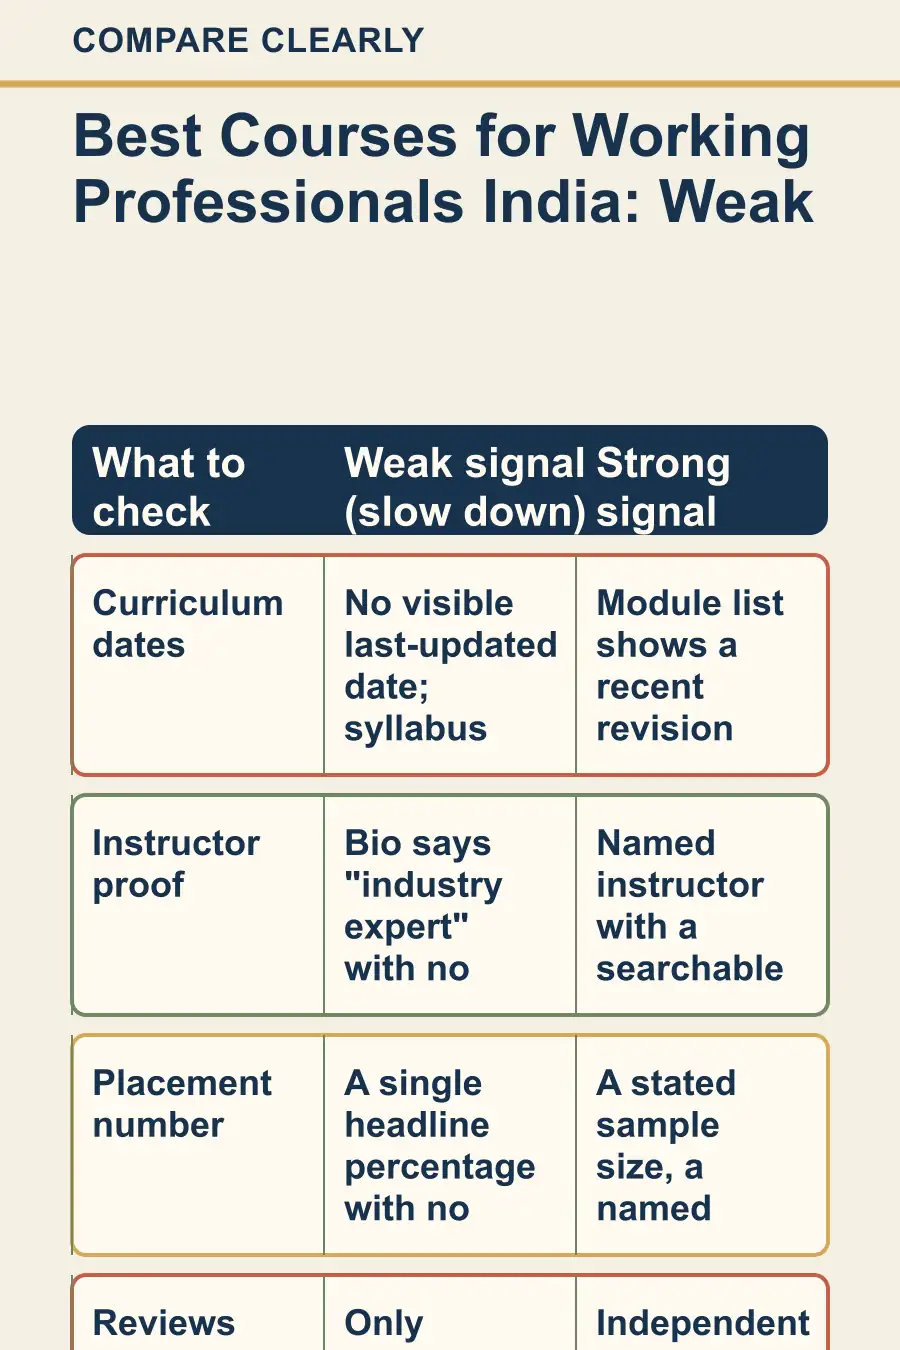 COMPARE CLEARLY
Best Courses for Working
Professionals India: Weak
What to
check
Weak signal
(slow down)
Strong
signal
Curriculum
dates
No visible
last-updated
date;
syllabus
Module list
shows a
recent
revision
Instructor
proof
Bio says
"industry
expert"
with no
Named
instructor
with a
searchable
Placement
number
A single
headline
percentage
with no
A stated
sample
size, a
named
Reviews
Only
Independent